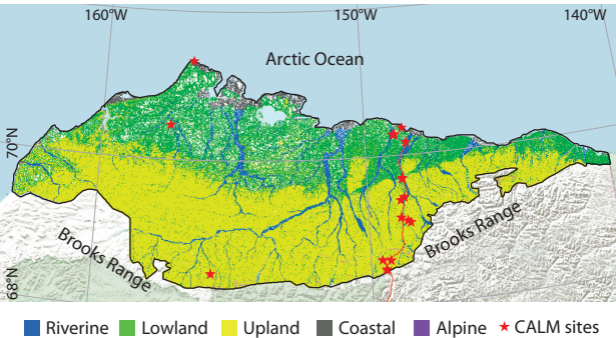 160°W
150°W
140°W
Arctic Ocean
70°N
Brooks Range
Brooks Range
68°N
Riverine Lowland Upland Coastal Alpine CALM sites